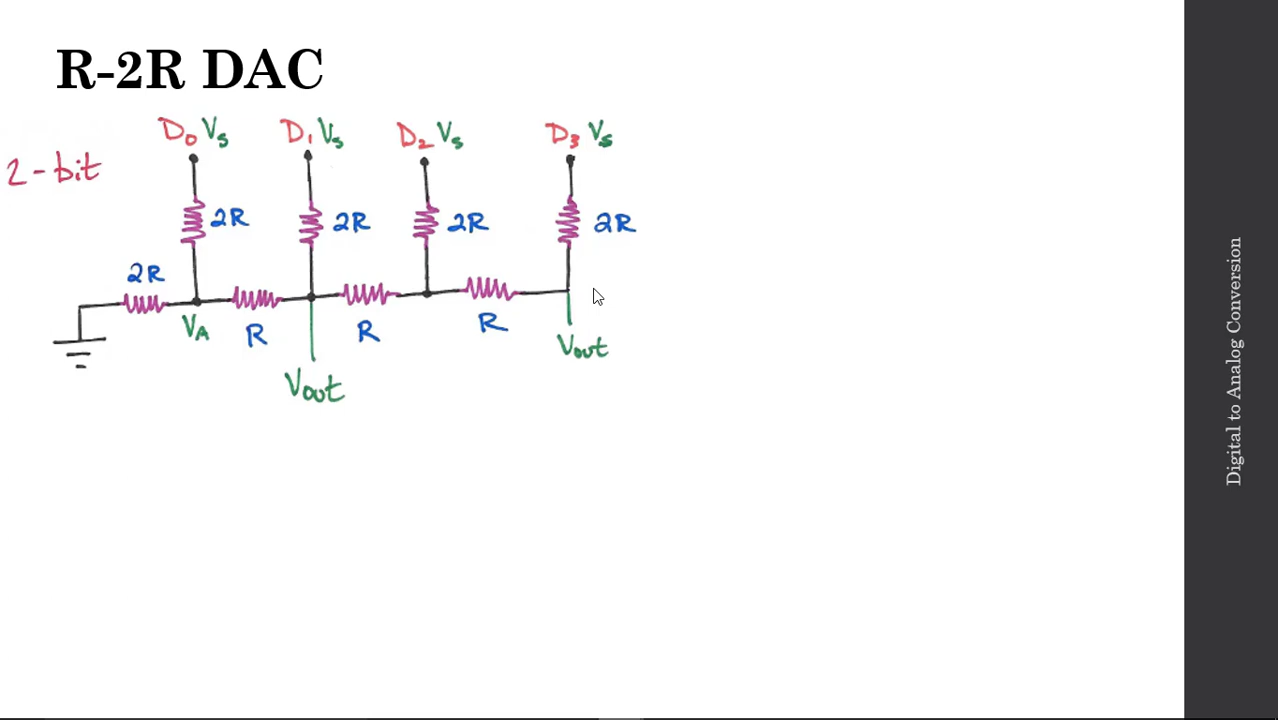 R-2R DAC
D₀ Vs D₁ Vs D₂ Vs D₃ Vs
2-bit
2R 2R 2R 2R
2R
VA R R R
Vout
Vout
Digital to Analog Conversion